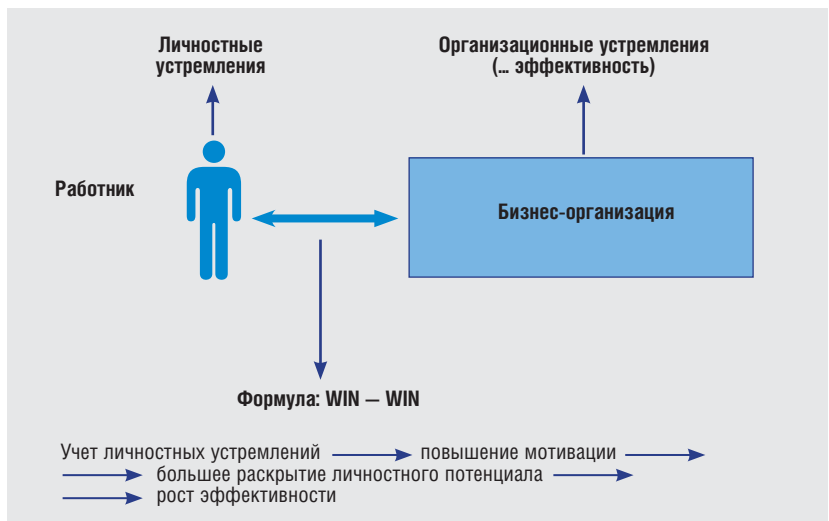 Личностные
устремления
Организационные устремления
(... эффективность)
Работник
Бизнес-организация
Формула: WIN — WIN
Учет личностных устремлений повышение мотивации
большее раскрытие личностного потенциала
рост эффективности